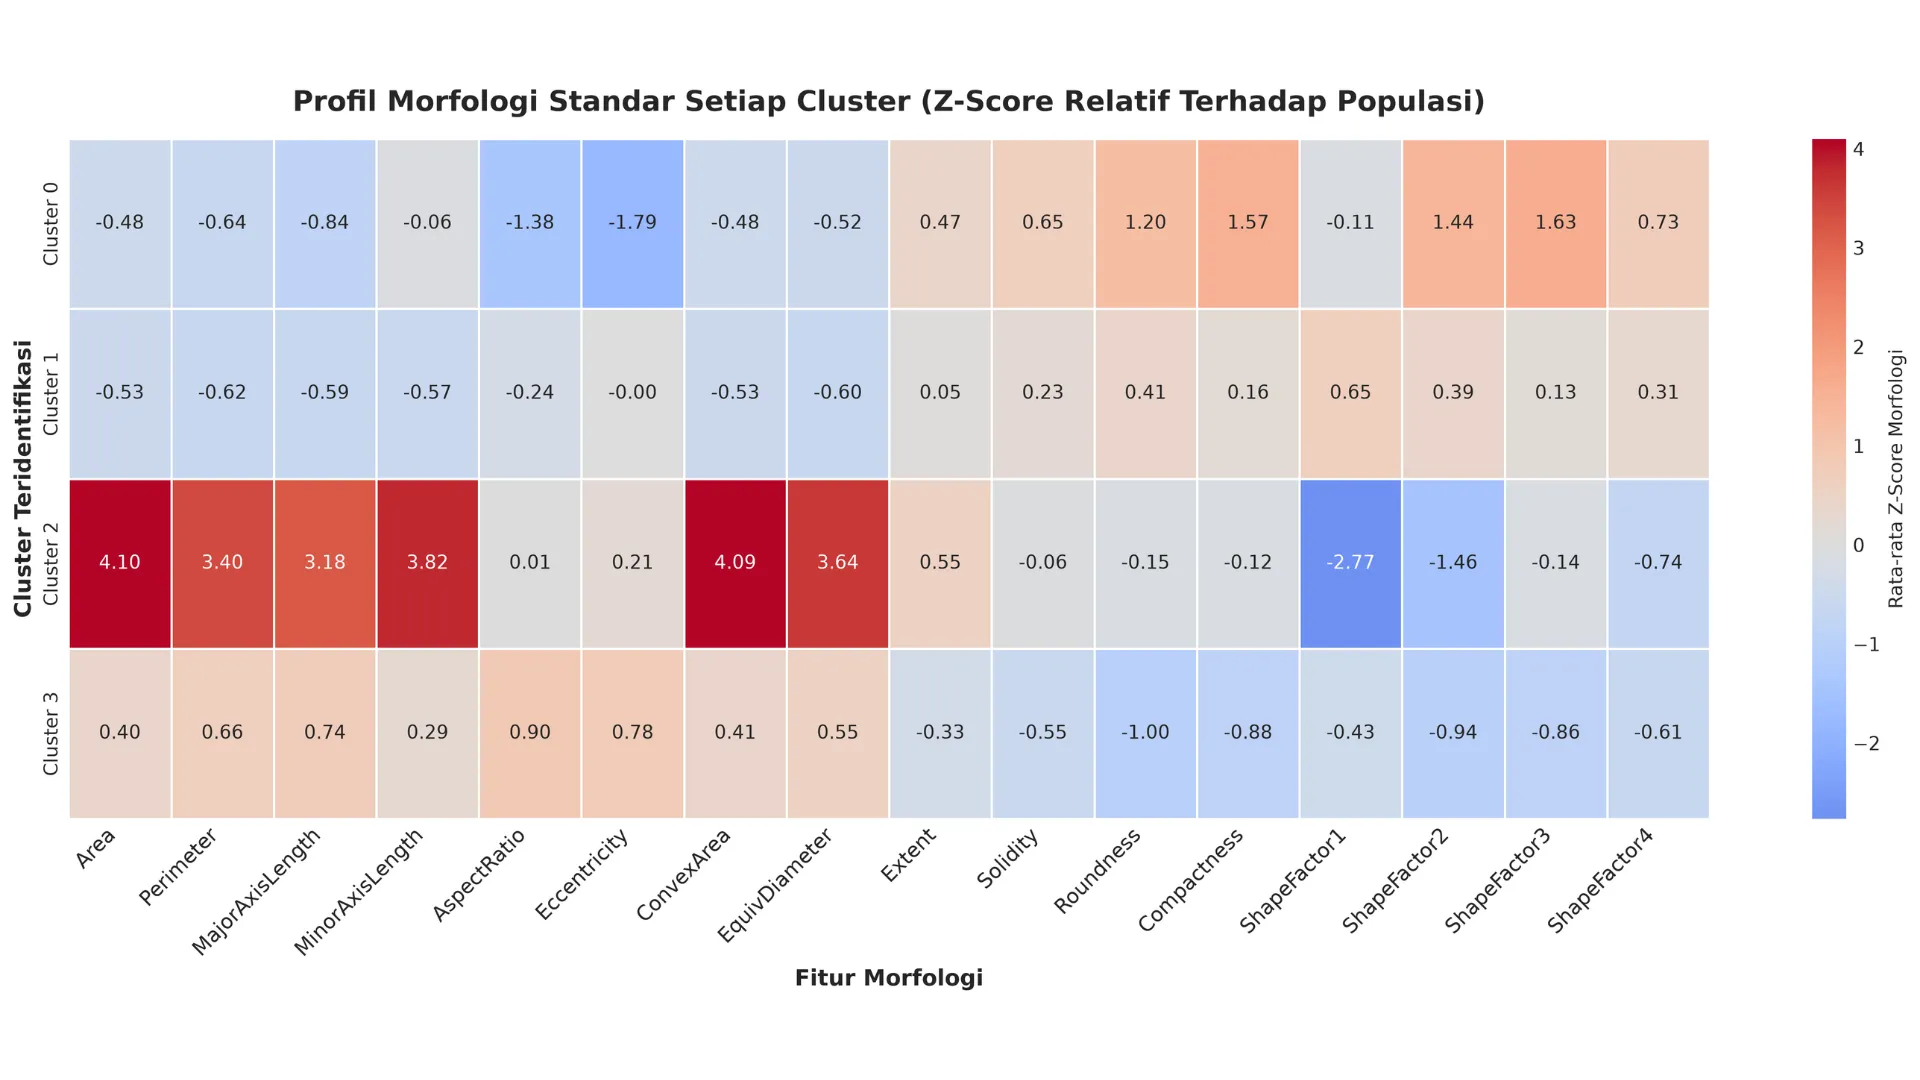 Profil Morfologi Standar Setiap Cluster (Z-Score Relatif Terhadap Populasi)
Cluster Teridentifikasi
Cluster 0
-0.48 -0.64 -0.84 -0.06 -1.38 -1.79 -0.48 -0.52 0.47 0.65 1.20 1.57 -0.11 1.44 1.63 0.73
Cluster 1
-0.53 -0.62 -0.59 -0.57 -0.24 -0.00 -0.53 -0.60 0.05 0.23 0.41 0.16 0.65 0.39 0.13 0.31
Cluster 2
4.10 3.40 3.18 3.82 0.01 0.21 4.09 3.64 0.55 -0.06 -0.15 -0.12 -2.77 -1.46 -0.14 -0.74
Cluster 3
0.40 0.66 0.74 0.29 0.90 0.78 0.41 0.55 -0.33 -0.55 -1.00 -0.88 -0.43 -0.94 -0.86 -0.61
Area
Perimeter
MajorAxisLength
MinorAxisLength
AspectRatio
Eccentricity
ConvexArea
EquivDiameter
Extent
Solidity
Roundness
Compactness
ShapeFactor1
ShapeFactor2
ShapeFactor3
ShapeFactor4
Fitur Morfologi
4
3
2
1
0
−1
−2
Rata-rata Z-Score Morfologi